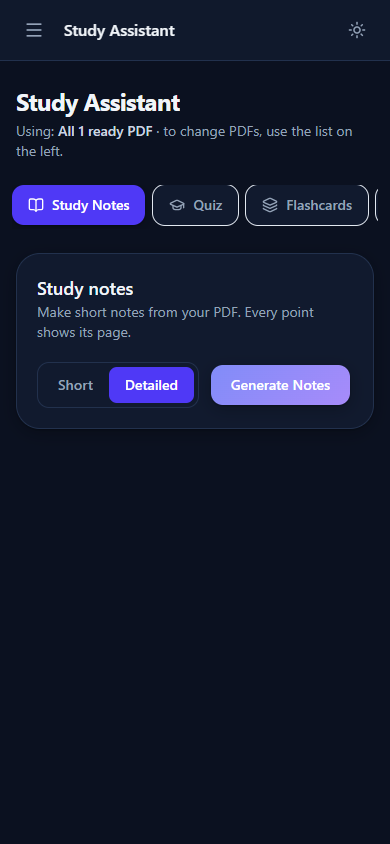 Study Assistant
Study Assistant
Using: All 1 ready PDF · to change PDFs, use the list on
the left.
Study Notes
Quiz
Flashcards
Study notes
Make short notes from your PDF. Every point
shows its page.
Short
Detailed
Generate Notes